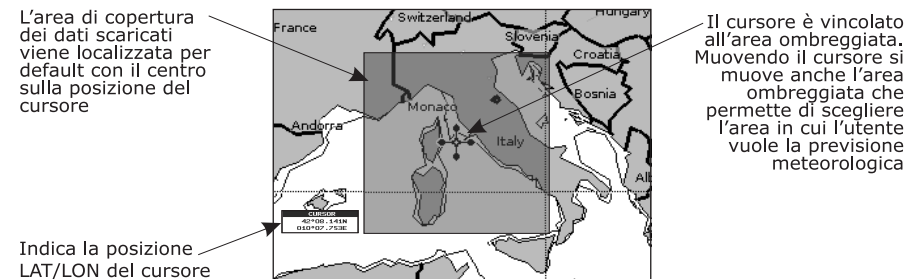 L’area di copertura
dei dati scaricati
viene localizzata per
default con il centro
sulla posizione del
cursore
Indica la posizione
LAT/LON del cursore
France
Switzerland
Hungary
Slovenia
Croatia
Bosnia
Monaco
Andorra
Italy
Al
CURSOR
42°08.141N
010°07.753E
Il cursore è vincolato
all’area ombreggiata.
Muovendo il cursore si
muove anche l’area
ombreggiata che
permette di scegliere
l’area in cui l’utente
vuole la previsione
meteorologica